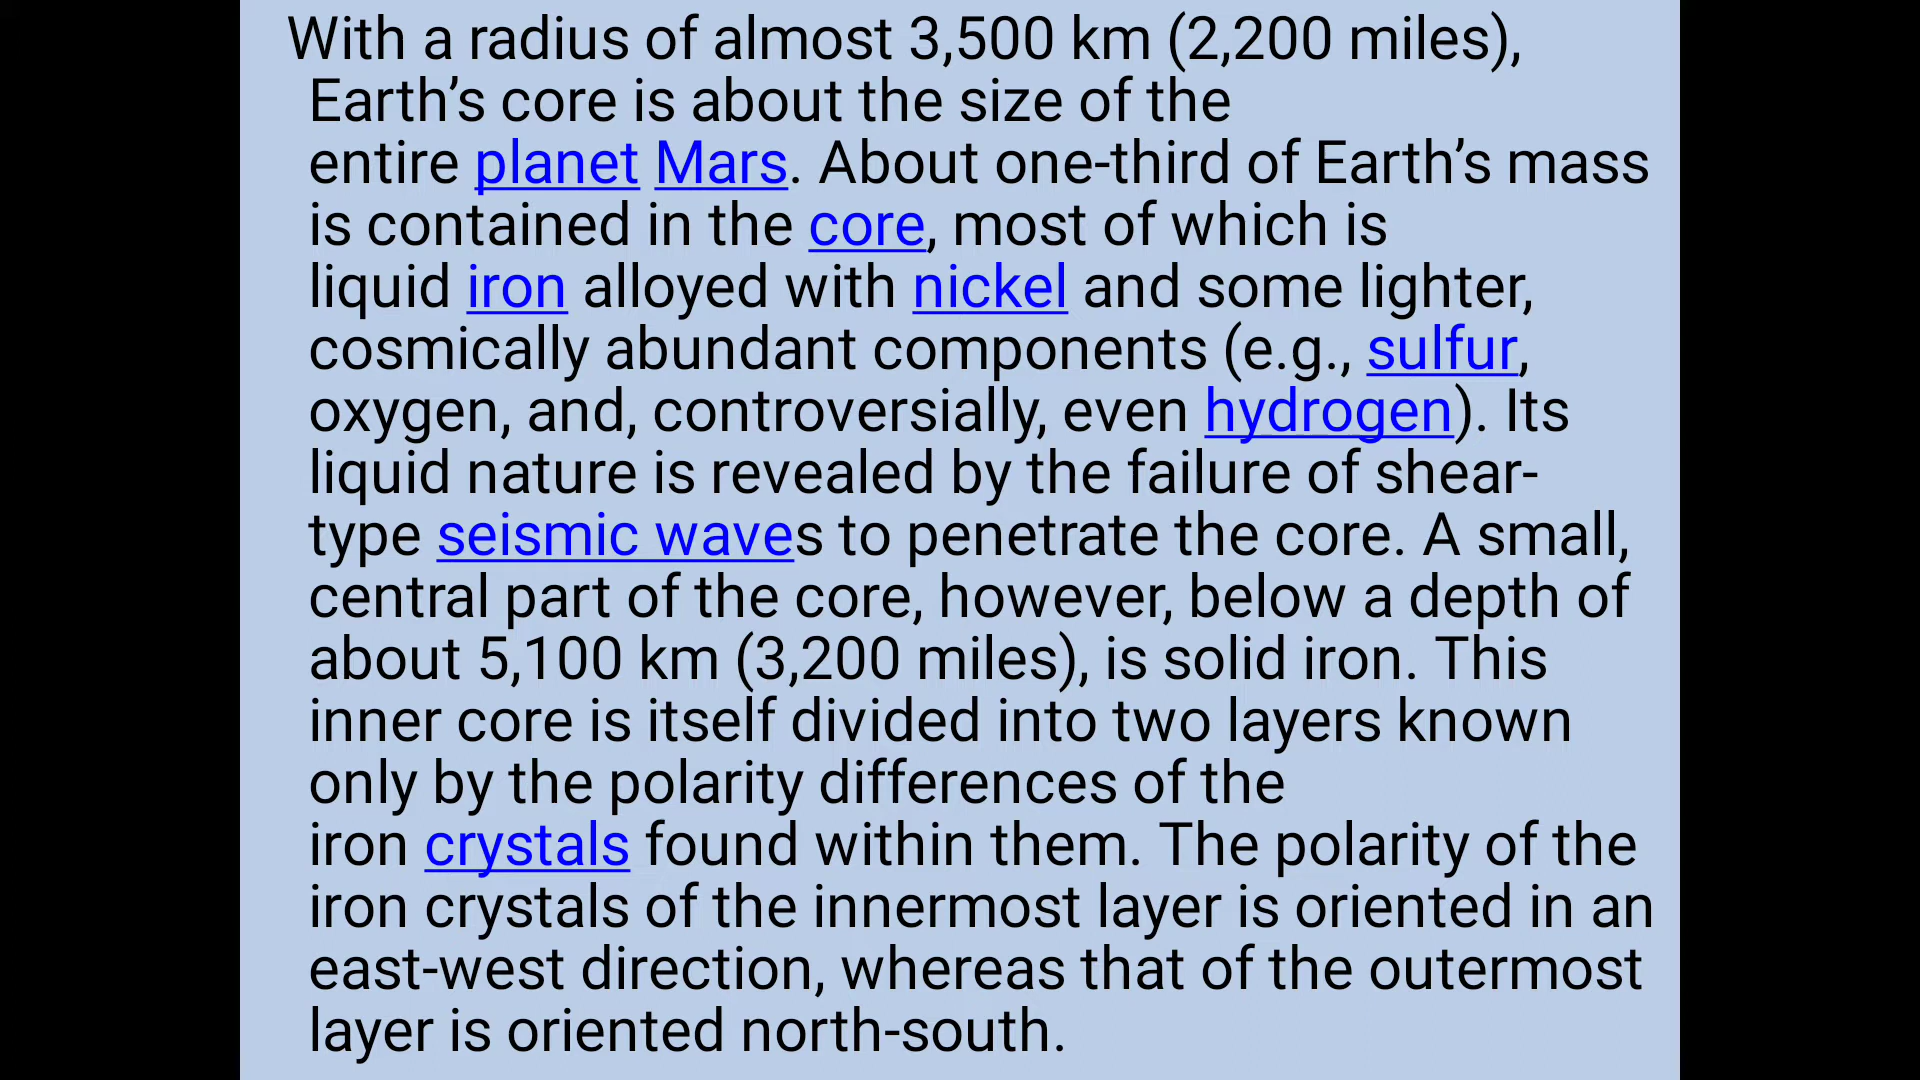 With a radius of almost 3,500 km (2,200 miles),
Earth’s core is about the size of the
entire planet Mars. About one-third of Earth’s mass
is contained in the core, most of which is
liquid iron alloyed with nickel and some lighter,
cosmically abundant components (e.g., sulfur,
oxygen, and, controversially, even hydrogen). Its
liquid nature is revealed by the failure of shear-
type seismic waves to penetrate the core. A small,
central part of the core, however, below a depth of
about 5,100 km (3,200 miles), is solid iron. This
inner core is itself divided into two layers known
only by the polarity differences of the
iron crystals found within them. The polarity of the
iron crystals of the innermost layer is oriented in an
east-west direction, whereas that of the outermost
layer is oriented north-south.